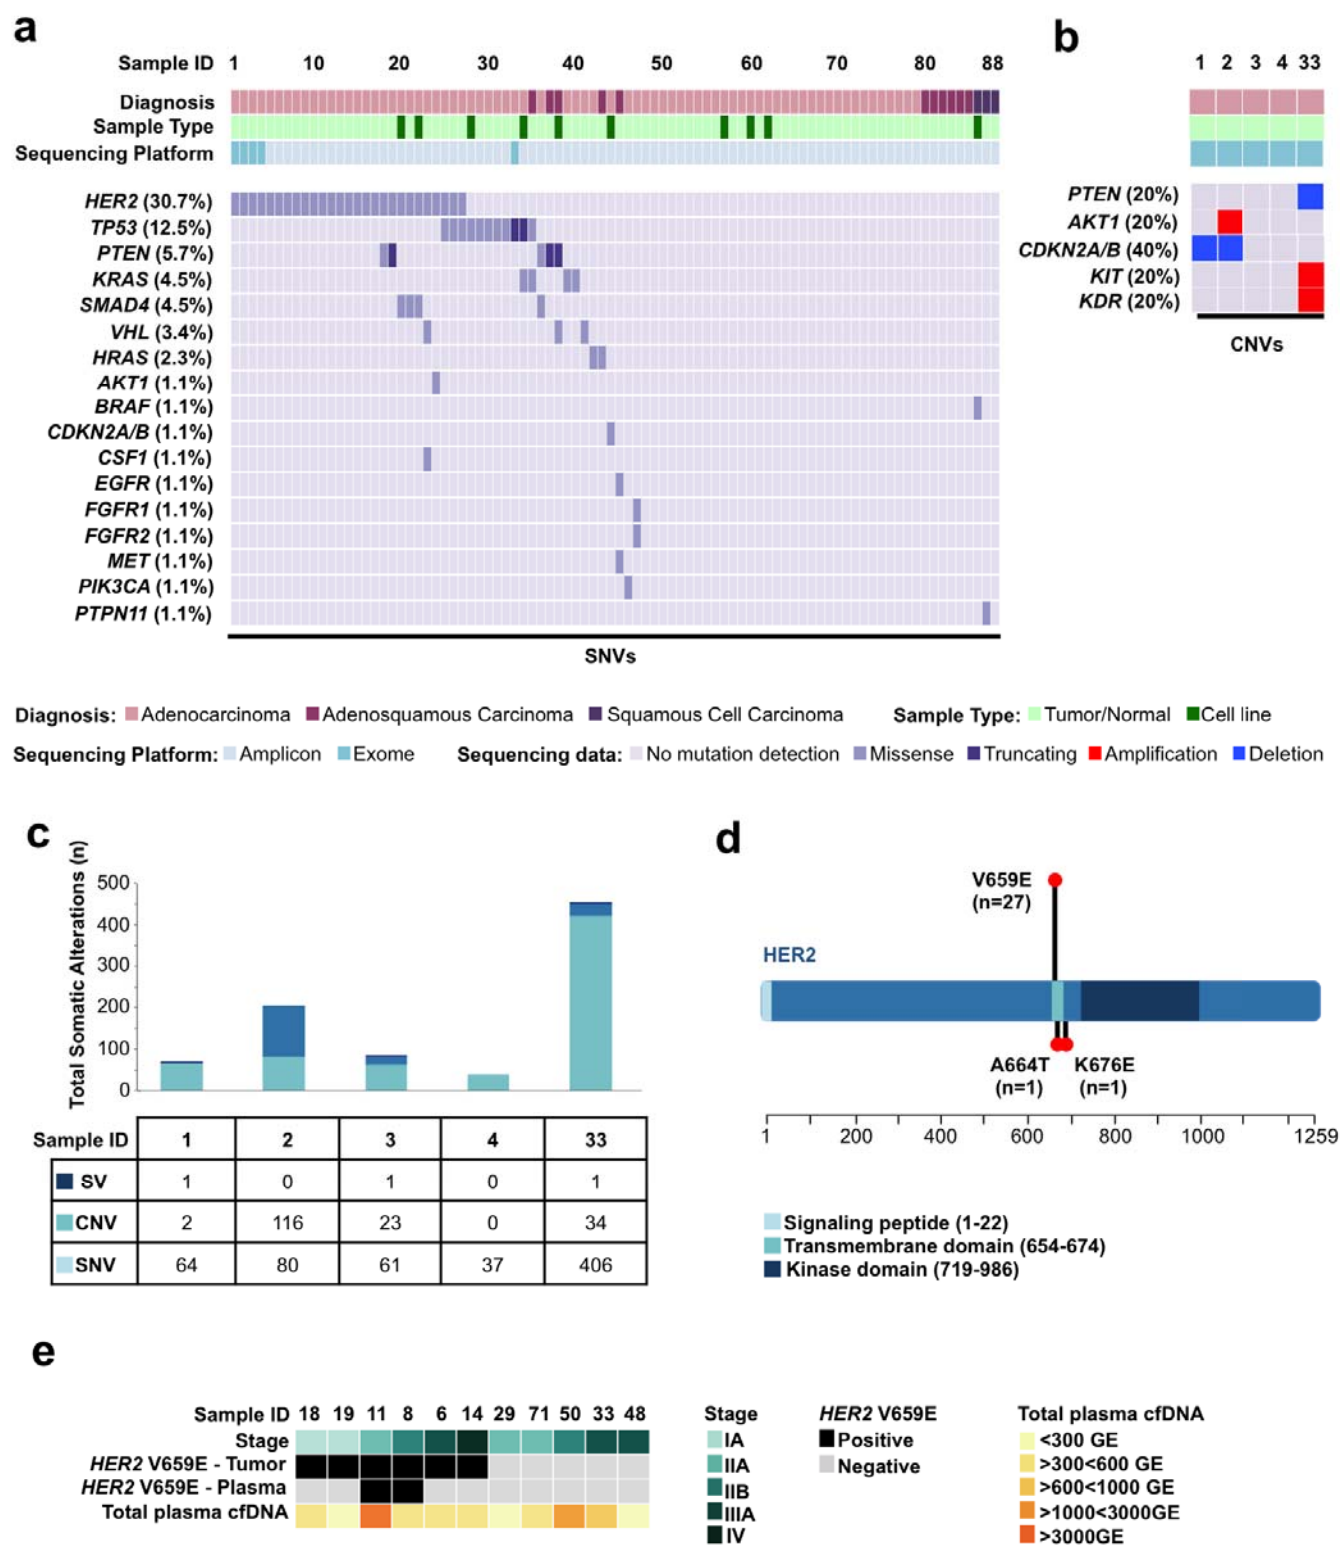 a
Sample ID 1 10 20 30 40 50 60 70 80 88
Diagnosis
Sample Type
Sequencing Platform
HER2 (30.7%)
TP53 (12.5%)
PTEN (5.7%)
KRAS (4.5%)
SMAD4 (4.5%)
VHL (3.4%)
HRAS (2.3%)
AKT1 (1.1%)
BRAF (1.1%)
CDKN2A/B (1.1%)
CSF1 (1.1%)
EGFR (1.1%)
FGFR1 (1.1%)
FGFR2 (1.1%)
MET (1.1%)
PIK3CA (1.1%)
PTPN11 (1.1%)
SNVs
b
1 2 3 4 33
PTEN (20%)
AKT1 (20%)
CDKN2A/B (40%)
KIT (20%)
KDR (20%)
CNVs
Diagnosis: Adenocarcinoma Adenosquamous Carcinoma Squamous Cell Carcinoma Sample Type: Tumor/Normal Cell line
Sequencing Platform: Amplicon Exome Sequencing data: No mutation detection Missense Truncating Amplification Deletion
c
Total Somatic Alterations (n)
500
400
300
200
100
0
Sample ID 1 2 3 4 33
SV 1 0 1 0 1
CNV 2 116 23 0 34
SNV 64 80 61 37 406
d
V659E
(n=27)
HER2
A664T K676E
(n=1) (n=1)
1 200 400 600 800 1000 1259
Signaling peptide (1-22)
Transmembrane domain (654-674)
Kinase domain (719-986)
e
Sample ID 18 19 11 8 6 14 29 71 50 33 48
Stage
HER2 V659E - Tumor
HER2 V659E - Plasma
Total plasma cfDNA
Stage
IA
IIA
IIB
IIIA
IV
HER2 V659E
Positive
Negative
Total plasma cfDNA
<300 GE
>300<600 GE
>600<1000 GE
>1000<3000GE
>3000GE